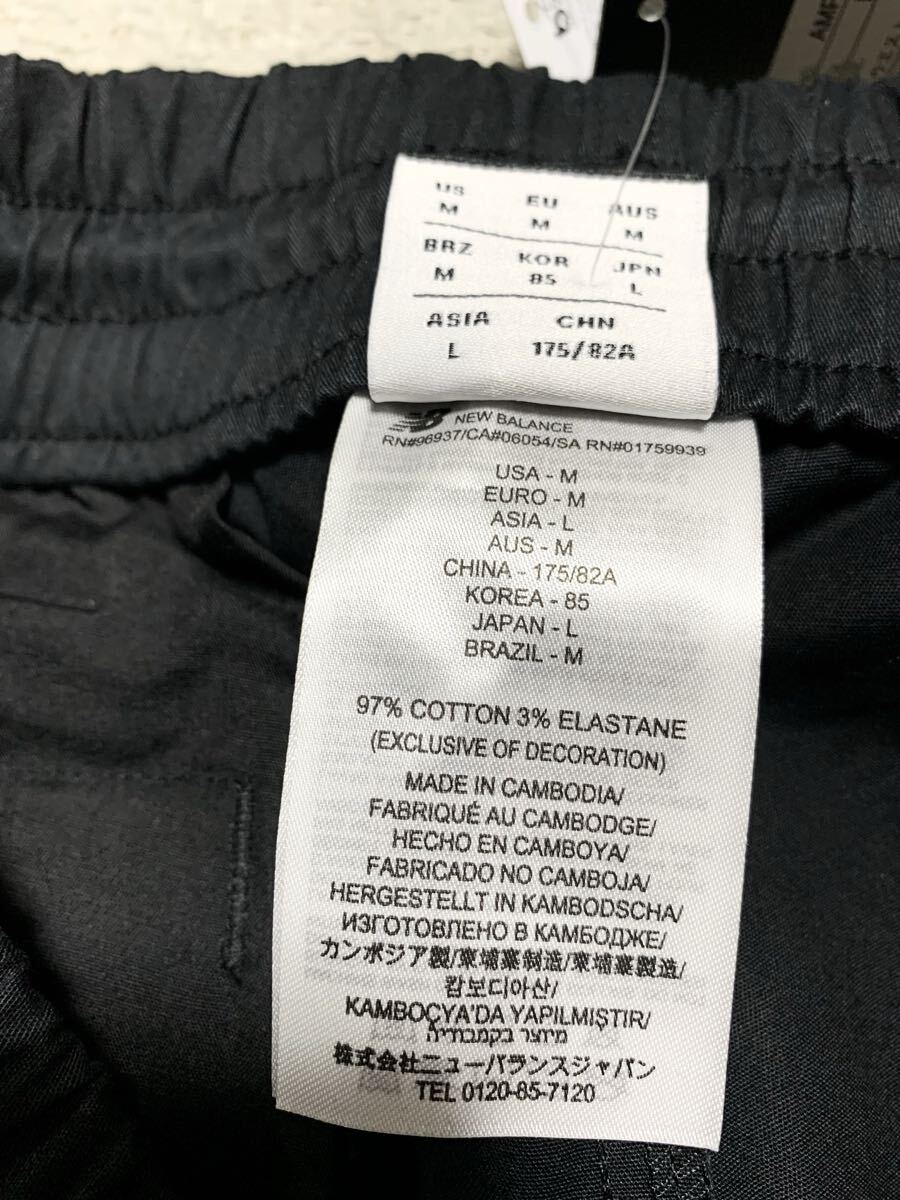 AMF
US EU AUS
M M M
BRZ KOR JPN
M 85 L
ASIA CHN
L 175/82A
NEW BALANCE
RN#96937/CA#06054/SA RN#01759939
USA - M
EURO - M
ASIA - L
AUS - M
CHINA - 175/82A
KOREA - 85
JAPAN - L
BRAZIL - M
97% COTTON 3% ELASTANE
(EXCLUSIVE OF DECORATION)
MADE IN CAMBODIA/
FABRIQUÉ AU CAMBODGE/
HECHO EN CAMBOYA/
FABRICADO NO CAMBOJA/
HERGESTELLT IN KAMBODSCHA/
ИЗГОТОВЛЕНО В КАМБОДЖЕ/
カンボジア製/柬埔寨制造/柬埔寨製造/
캄보디아산/
KAMBOÇYA'DA YAPILMIŞTIR/
מיוצר בקמבודיה
株式会社ニューバランスジャパン
TEL 0120-85-7120